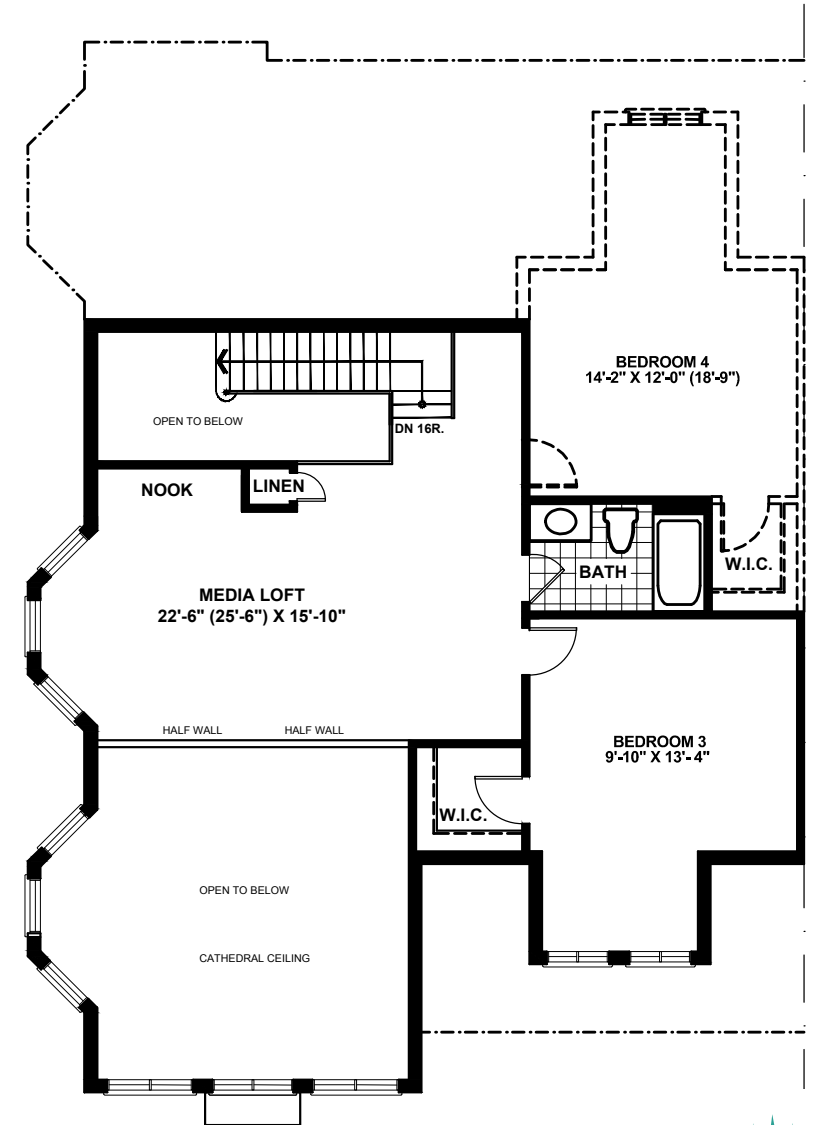 BEDROOM 4
14'-2" X 12'-0" (18'-9")
OPEN TO BELOW
DN 16R.
NOOK
LINEN
BATH
W.I.C.
MEDIA LOFT
22'-6" (25'-6") X 15'-10"
HALF WALL
HALF WALL
BEDROOM 3
9'-10" X 13'- 4"
W.I.C.
OPEN TO BELOW
CATHEDRAL CEILING